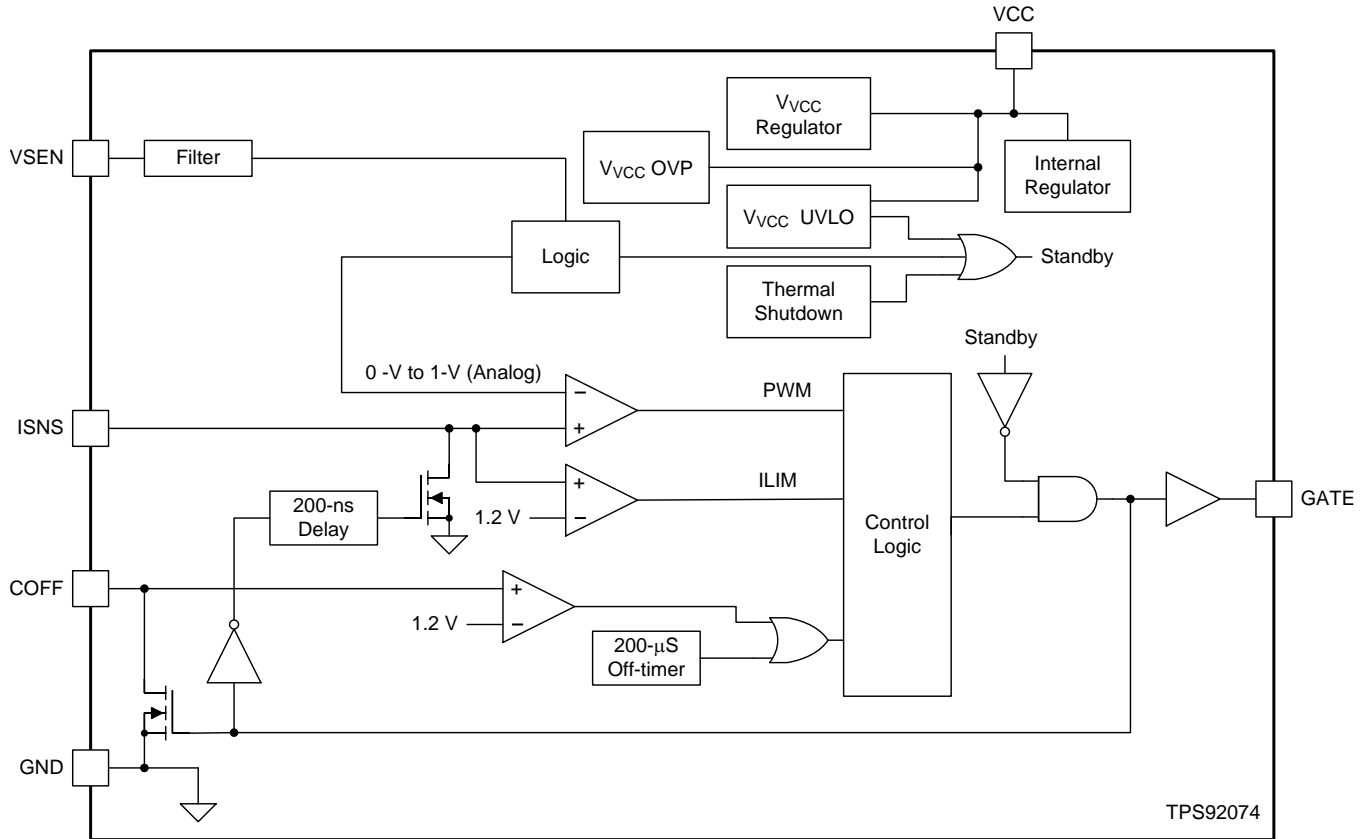 VCC
VVCC
Regulator
VSEN
Filter
VVCC OVP
Internal
Regulator
VVCC UVLO
Logic
Standby
Thermal
Shutdown
Standby
0 -V to 1-V (Analog)
−
+
PWM
ISNS
+
−
1.2 V
ILIM
200-ns
Delay
Control
Logic
GATE
COFF
+
−
1.2 V
200-μS
Off-timer
GND
TPS92074